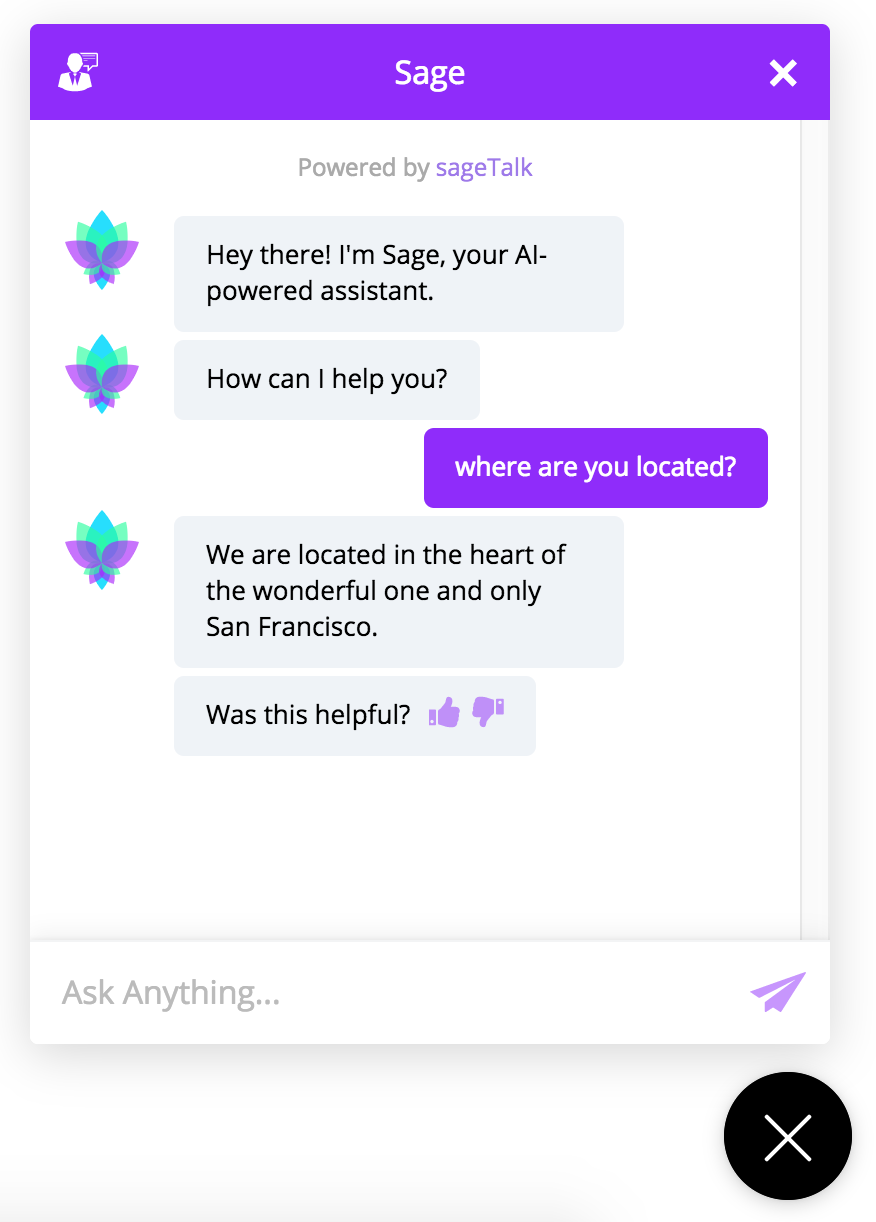 Sage
Powered by sageTalk
Hey there! I'm Sage, your AI-
powered assistant.
How can I help you?
where are you located?
We are located in the heart of
the wonderful one and only
San Francisco.
Was this helpful?
Ask Anything...